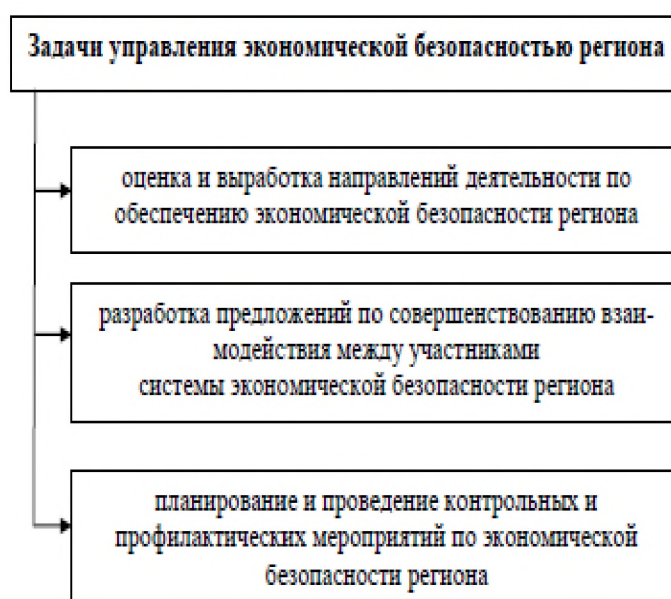 Задачи управления экономической безопасностью региона
оценка и выработка направлений деятельности по
обеспечению экономической безопасности региона
разработка предложений по совершенствованию взаи-
модействия между участниками
системы экономической безопасности региона
планирование и проведение контрольных и
профилактических мероприятий по экономической
безопасности региона